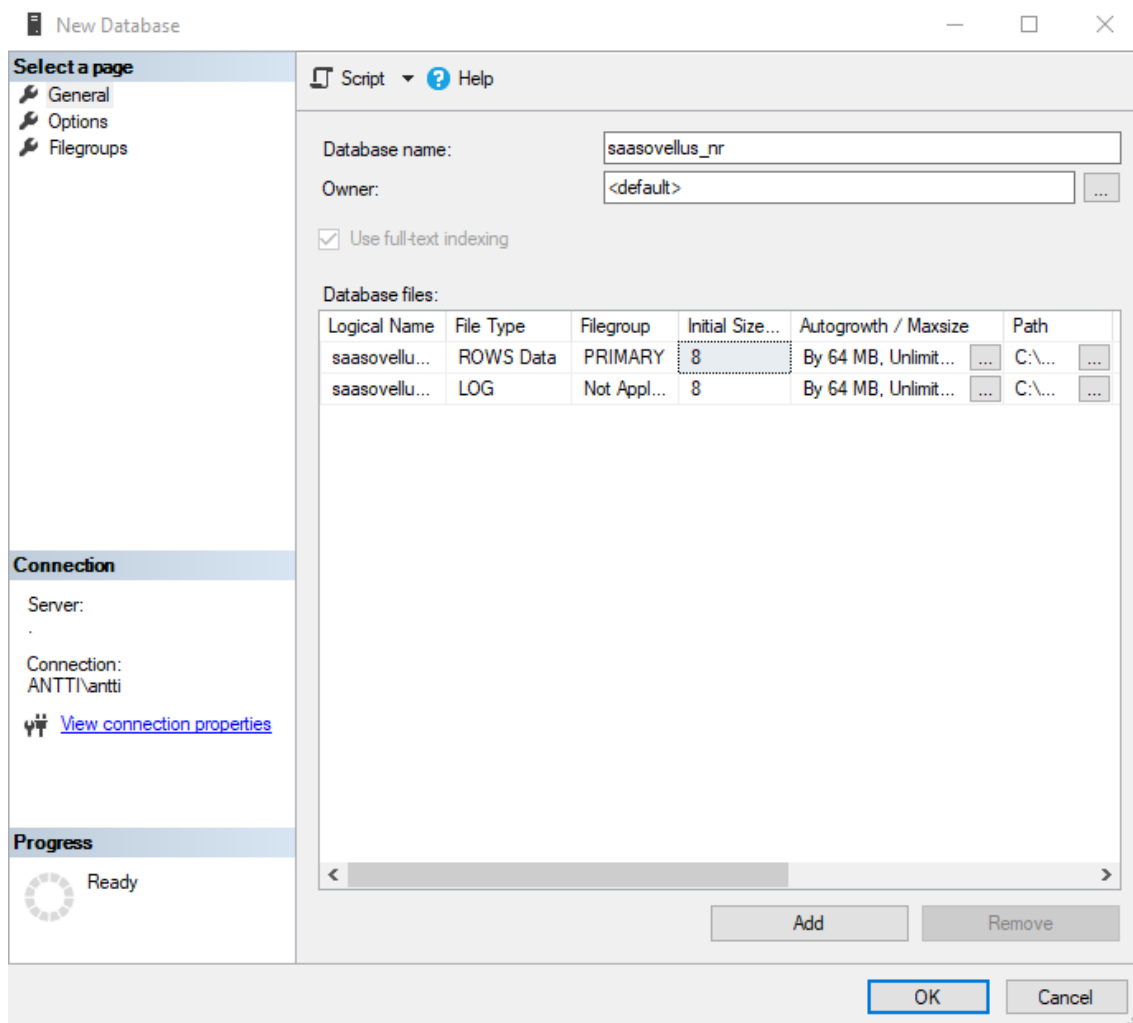 New Database
Select a page
General
Options
Filegroups
Script Help
Database name: saasovellus_nr
Owner: <default> ...
Use full-text indexing
Database files:
Logical Name File Type Filegroup Initial Size... Autogrowth / Maxsize Path
saasovellu... ROWS Data PRIMARY 8 By 64 MB, Unlimit... ... C:\... ...
saasovellu... LOG Not Appl... 8 By 64 MB, Unlimit... ... C:\... ...
Connection
Server:
.
Connection:
ANTTI\antti
View connection properties
Progress
Ready
Add Remove
OK Cancel